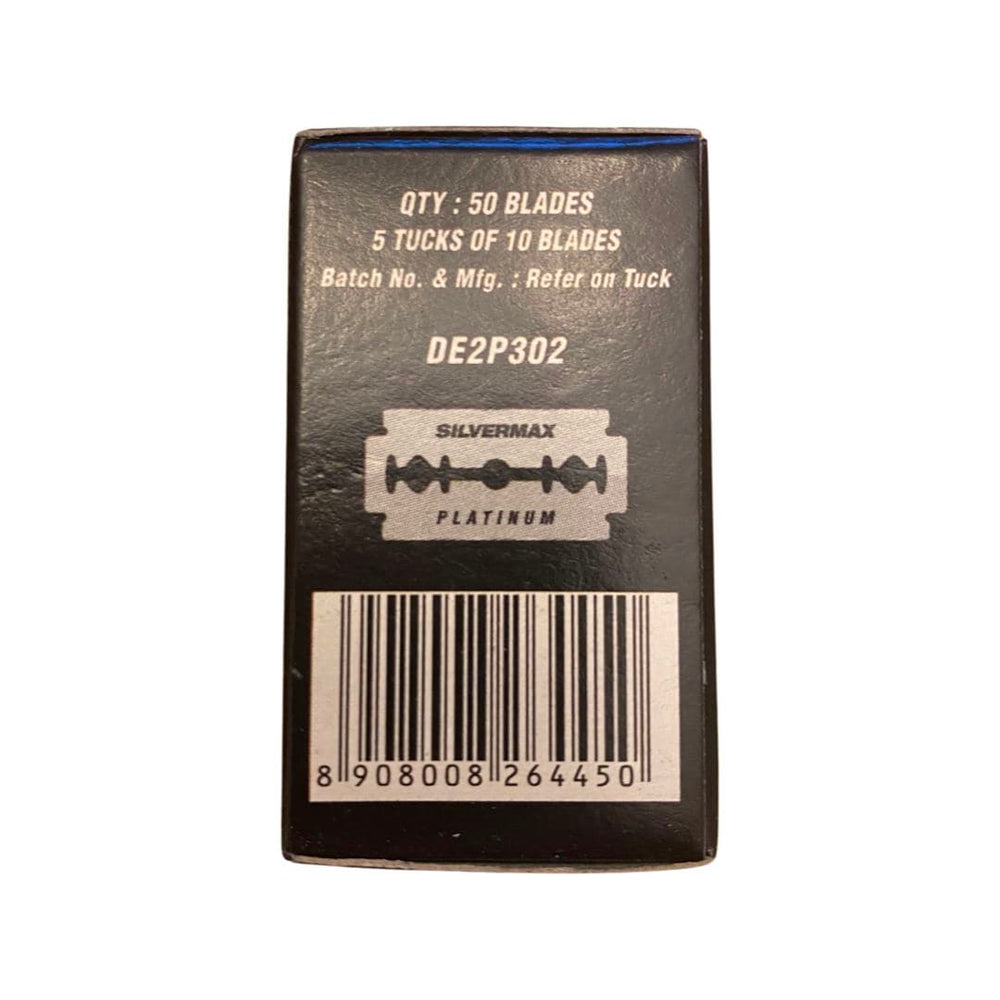 QTY : 50 BLADES
5 TUCKS OF 10 BLADES
Batch No. & Mfg. : Refer on Tuck
DE2P302
SILVERMAX
PLATINUM
8 908008 264450